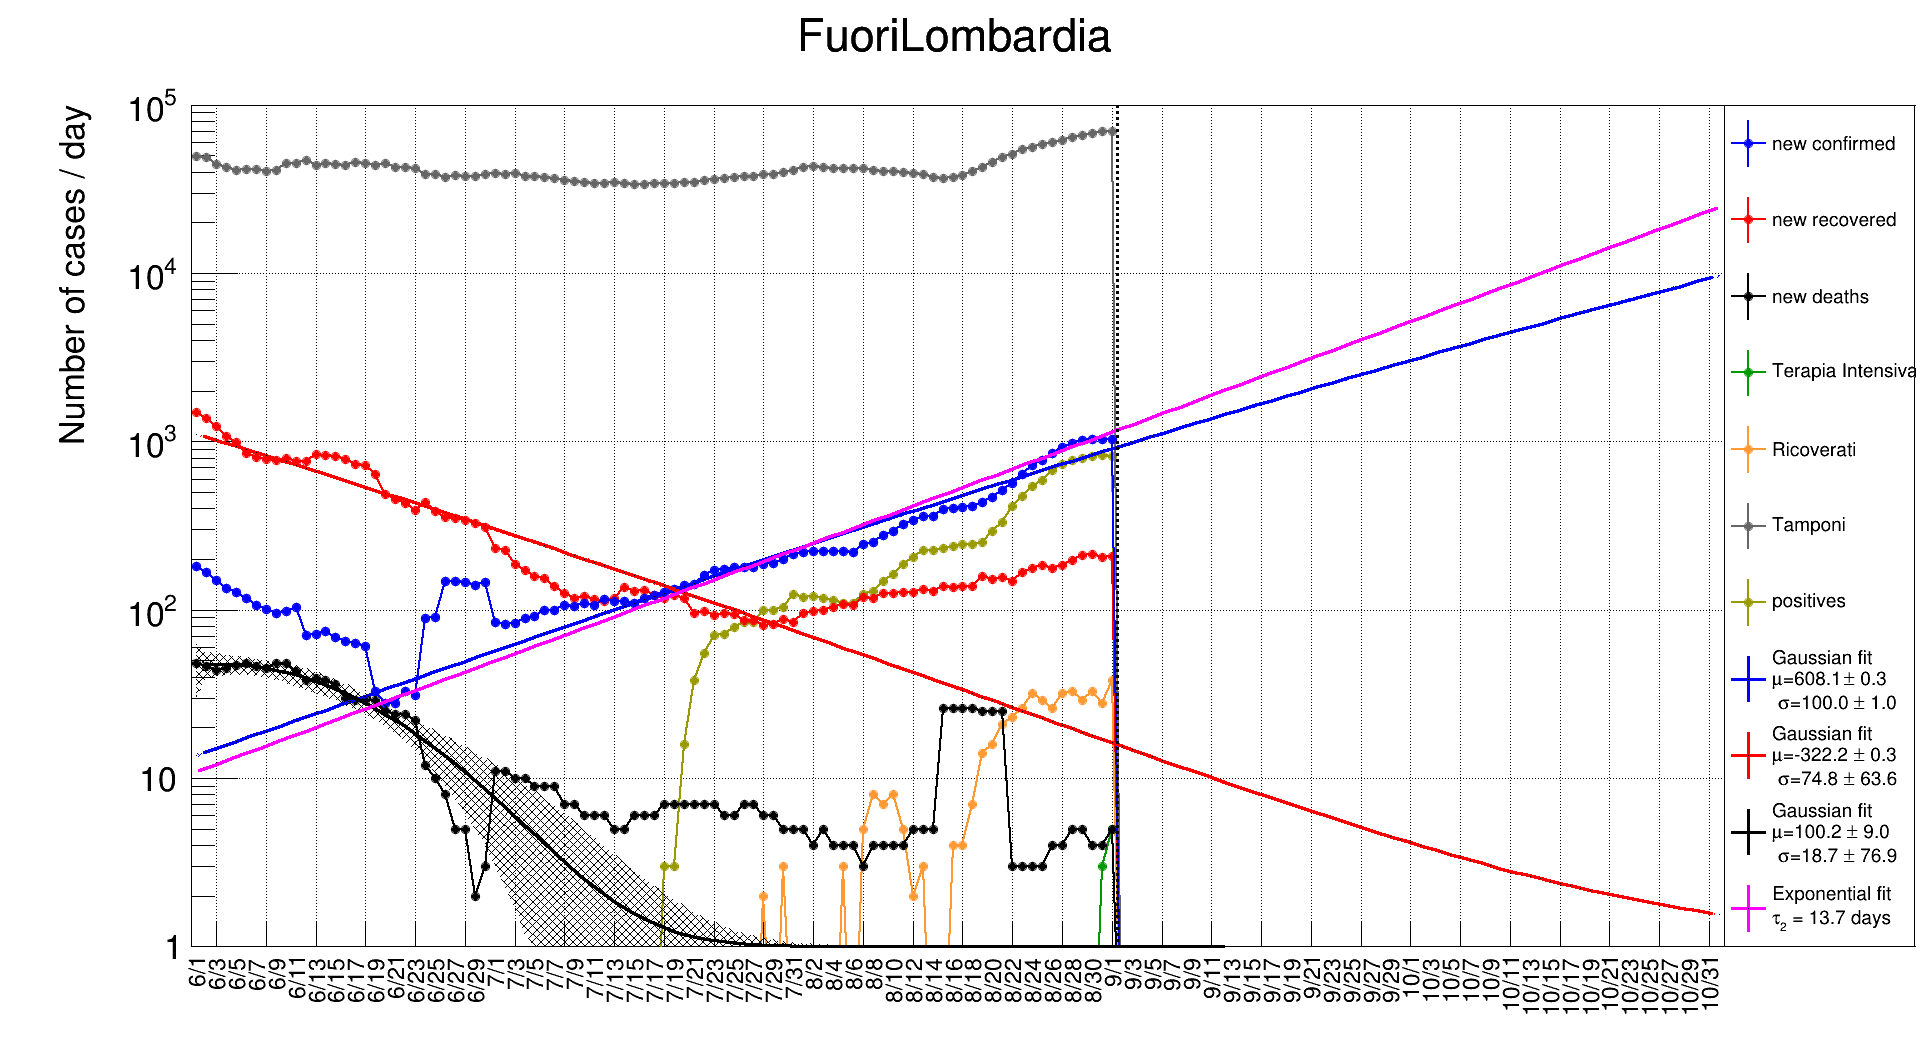 FuoriLombardia
Number of cases / day
10⁵
10⁴
10³
10²
10
1
6/1 6/3 6/5 6/7 6/9 6/11 6/13 6/15 6/17 6/19 6/21 6/23 6/25 6/27 6/29 7/1 7/3 7/5 7/7 7/9 7/11 7/13 7/15 7/17 7/19 7/21 7/23 7/25 7/27 7/29 7/31 8/2 8/4 8/6 8/8 8/10 8/12 8/14 8/16 8/18 8/20 8/22 8/24 8/26 8/28 8/30 9/1 9/3 9/5 9/7 9/9 9/11 9/13 9/15 9/17 9/19 9/21 9/23 9/25 9/27 9/29 10/1 10/3 10/5 10/7 10/9 10/11 10/13 10/15 10/17 10/19 10/21 10/23 10/25 10/27 10/29 10/31
new confirmed
new recovered
new deaths
Terapia Intensiva
Ricoverati
Tamponi
positives
Gaussian fit
μ=608.1 ± 0.3
σ=100.0 ± 1.0
Gaussian fit
μ=-322.2 ± 0.3
σ=74.8 ± 63.6
Gaussian fit
μ=100.2 ± 9.0
σ=18.7 ± 76.9
Exponential fit
τ₂ = 13.7 days